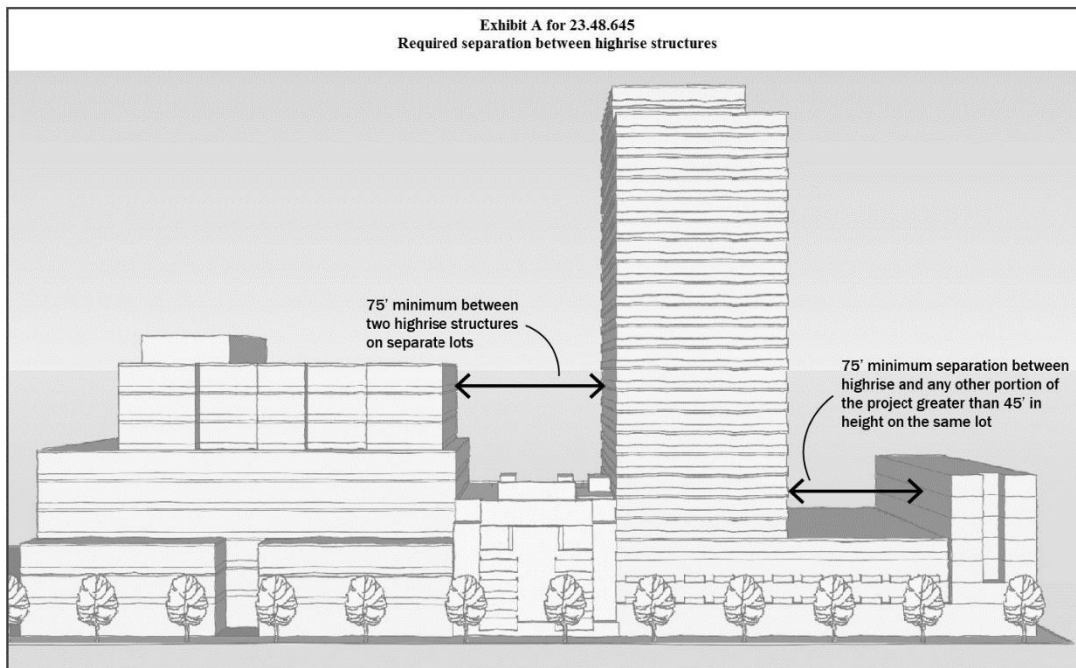 Exhibit A for 23.48.645
Required separation between highrise structures
75' minimum between
two highrise structures
on separate lots
75' minimum separation between
highrise and any other portion of
the project greater than 45' in
height on the same lot